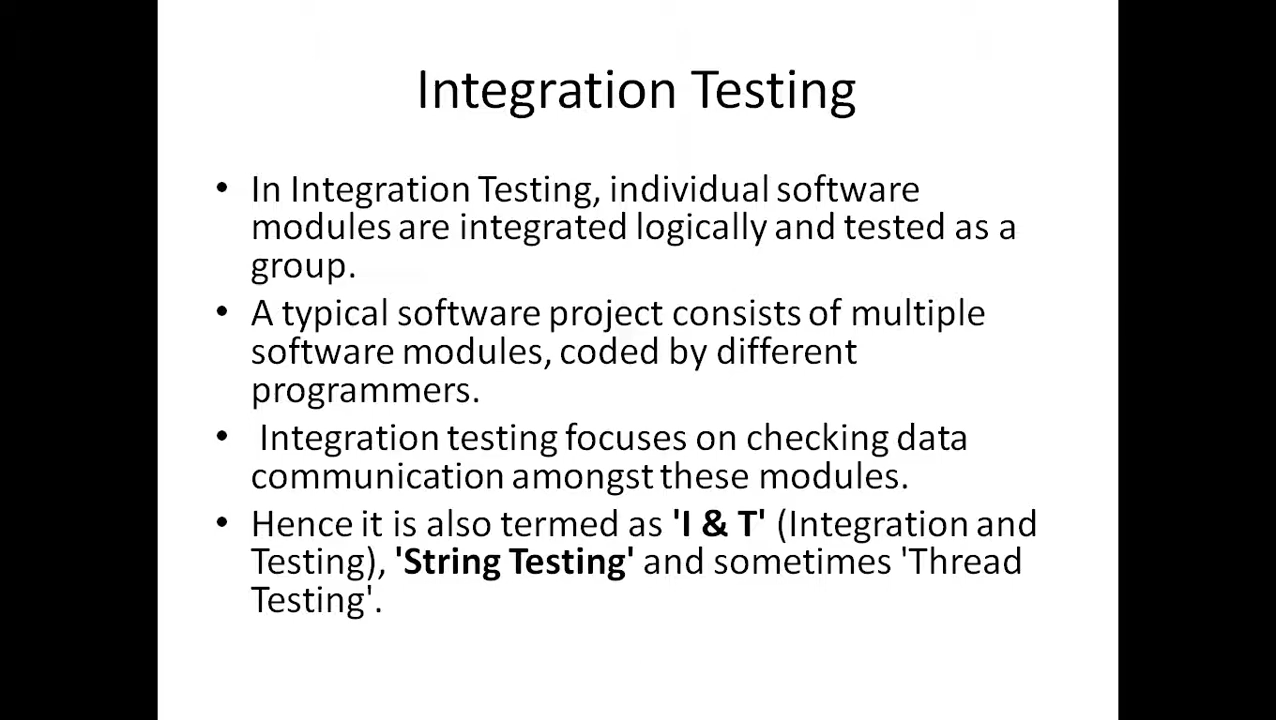 Integration Testing
• In Integration Testing, individual software
modules are integrated logically and tested as a
group.
• A typical software project consists of multiple
software modules, coded by different
programmers.
• Integration testing focuses on checking data
communication amongst these modules.
• Hence it is also termed as 'I & T' (Integration and
Testing), 'String Testing' and sometimes 'Thread
Testing'.